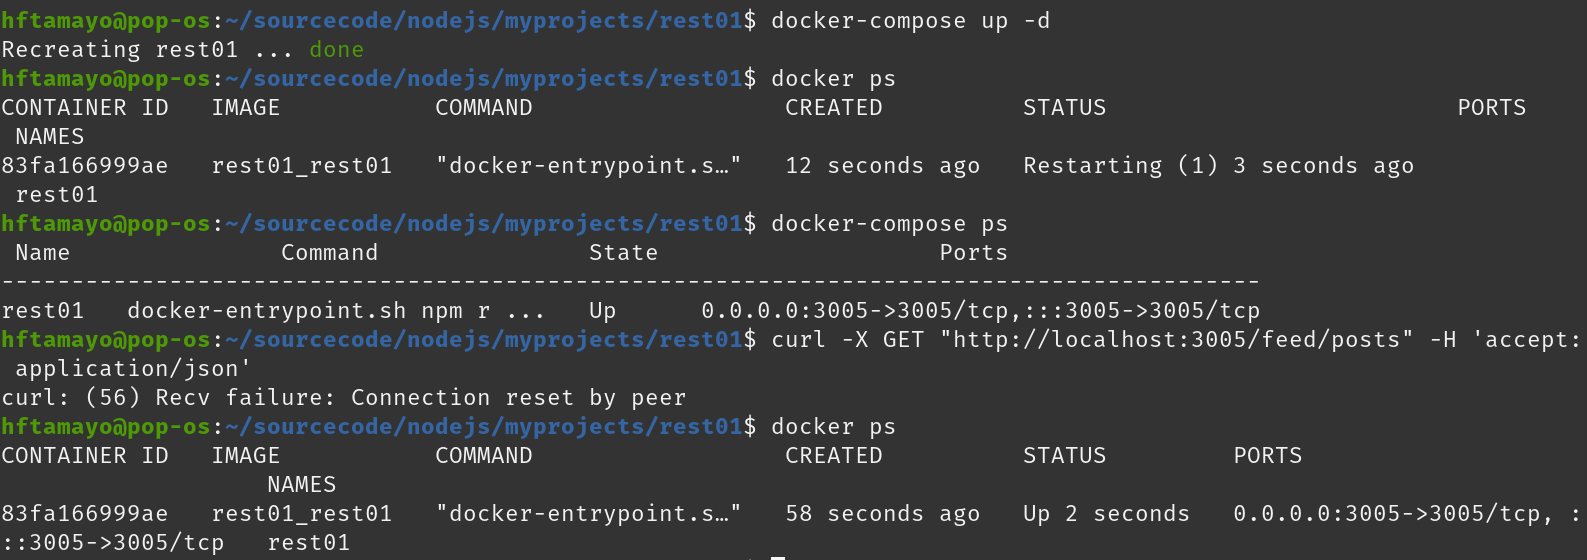 hftamayo@pop-os:~/sourcecode/nodejs/myprojects/rest01$ docker-compose up -d
Recreating rest01 ... done
hftamayo@pop-os:~/sourcecode/nodejs/myprojects/rest01$ docker ps
CONTAINER ID   IMAGE           COMMAND                  CREATED          STATUS                         PORTS
 NAMES
83fa166999ae   rest01_rest01   "docker-entrypoint.s…"   12 seconds ago   Restarting (1) 3 seconds ago
 rest01
hftamayo@pop-os:~/sourcecode/nodejs/myprojects/rest01$ docker-compose ps
 Name               Command               State                    Ports
------------------------------------------------------------------------------------------
rest01   docker-entrypoint.sh npm r ...   Up      0.0.0.0:3005->3005/tcp,:::3005->3005/tcp
hftamayo@pop-os:~/sourcecode/nodejs/myprojects/rest01$ curl -X GET "http://localhost:3005/feed/posts" -H 'accept:
 application/json'
curl: (56) Recv failure: Connection reset by peer
hftamayo@pop-os:~/sourcecode/nodejs/myprojects/rest01$ docker ps
CONTAINER ID   IMAGE           COMMAND                  CREATED          STATUS         PORTS
                   NAMES
83fa166999ae   rest01_rest01   "docker-entrypoint.s…"   58 seconds ago   Up 2 seconds   0.0.0.0:3005->3005/tcp, :
::3005->3005/tcp   rest01